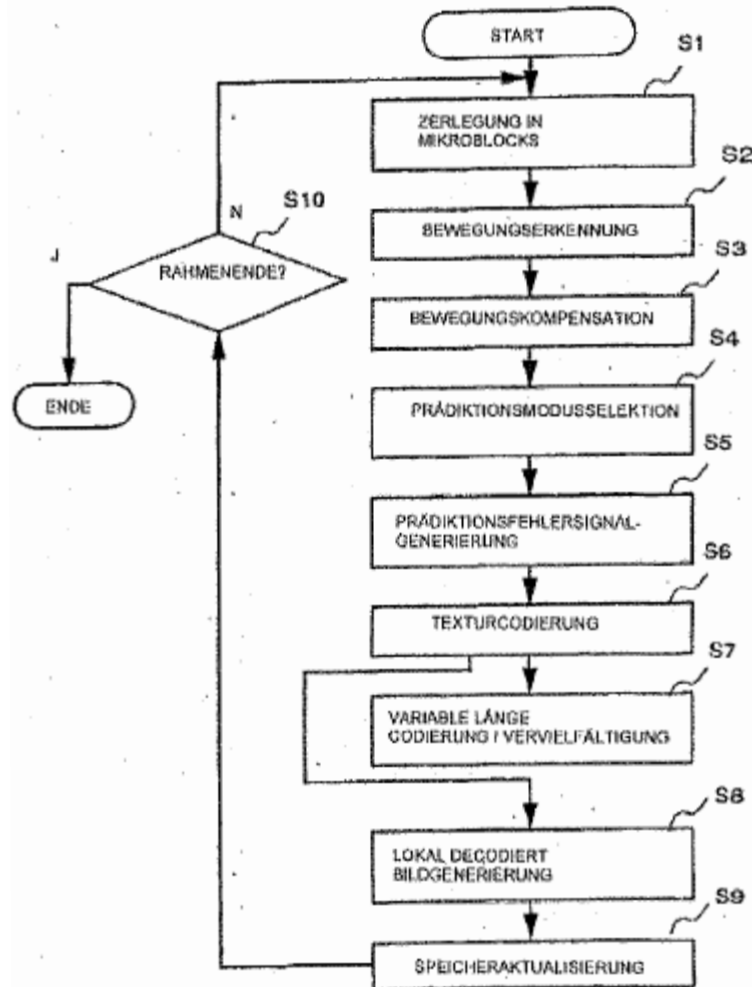 START
S1
ZERLEGUNG IN
MIKROBLOCKS
S2
BEWEGUNGSERKENNUNG
S3
BEWEGUNGSKOMPENSATION
S4
PRÄDIKTIONSMODUSSELEKTION
S5
PRÄDIKTIONSFEHLERSIGNAL-
GENERIERUNG
S6
TEXTURCODIERUNG
S7
VARIABLE LÄNGE
CODIERUNG / VERVIELFÄLTIGUNG
S8
LOKAL DECODIERT
BILDGENERIERUNG
S9
SPEICHERAKTUALISIERUNG
S10
N
J
RAHMENENDE?
ENDE